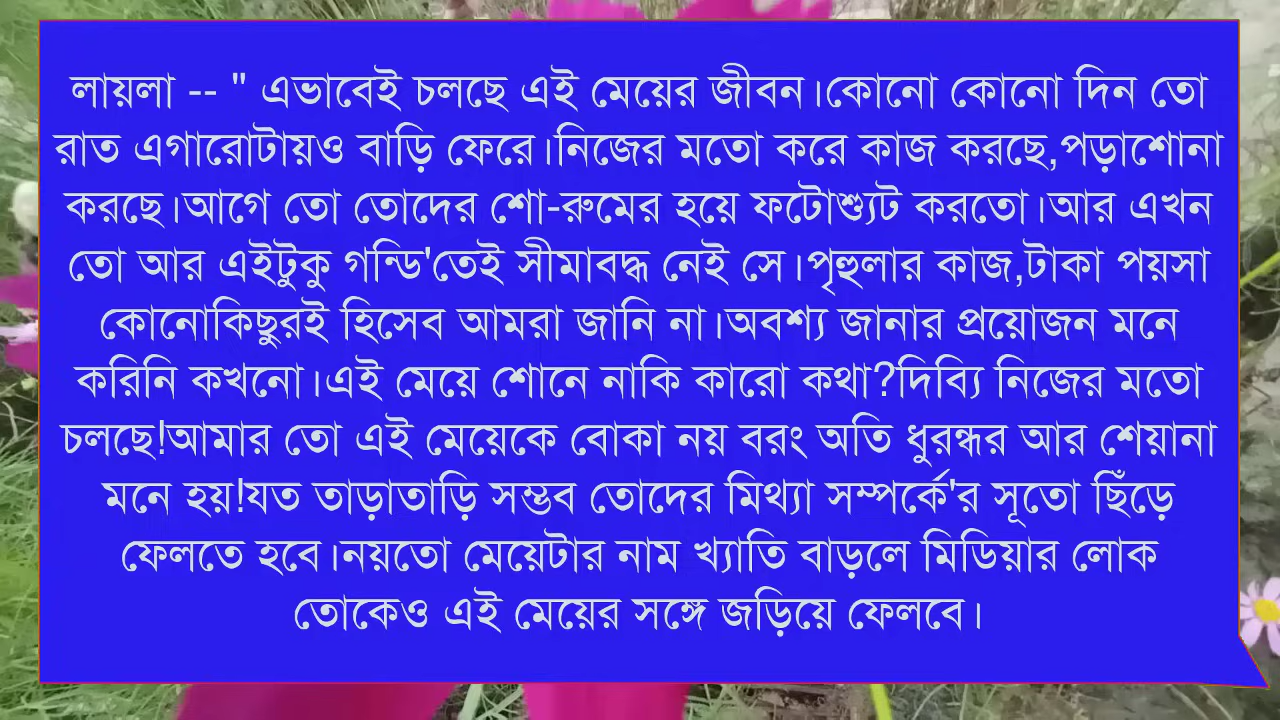 লায়লা -- " এভাবেই চলছে এই মেয়ের জীবন।কোনো কোনো দিন তো
রাত এগারোটায়ও বাড়ি ফেরে।নিজের মতো করে কাজ করছে,পড়াশোনা
করছে।আগে তো তোদের শো-রুমের হয়ে ফটোশ্যুট করতো।আর এখন
তো আর এইটুকু গন্ডি'তেই সীমাবদ্ধ নেই সে।পৃহুলার কাজ,টাকা পয়সা
কোনোকিছুরই হিসেব আমরা জানি না।অবশ্য জানার প্রয়োজন মনে
করিনি কখনো।এই মেয়ে শোনে নাকি কারো কথা?দিব্যি নিজের মতো
চলছে!আমার তো এই মেয়েকে বোকা নয় বরং অতি ধুরন্ধর আর শেয়ানা
মনে হয়!যত তাড়াতাড়ি সম্ভব তোদের মিথ্যা সম্পর্কে'র সূতো ছিঁড়ে
ফেলতে হবে।নয়তো মেয়েটার নাম খ্যাতি বাড়লে মিডিয়ার লোক
তোকেও এই মেয়ের সঙ্গে জড়িয়ে ফেলবে।